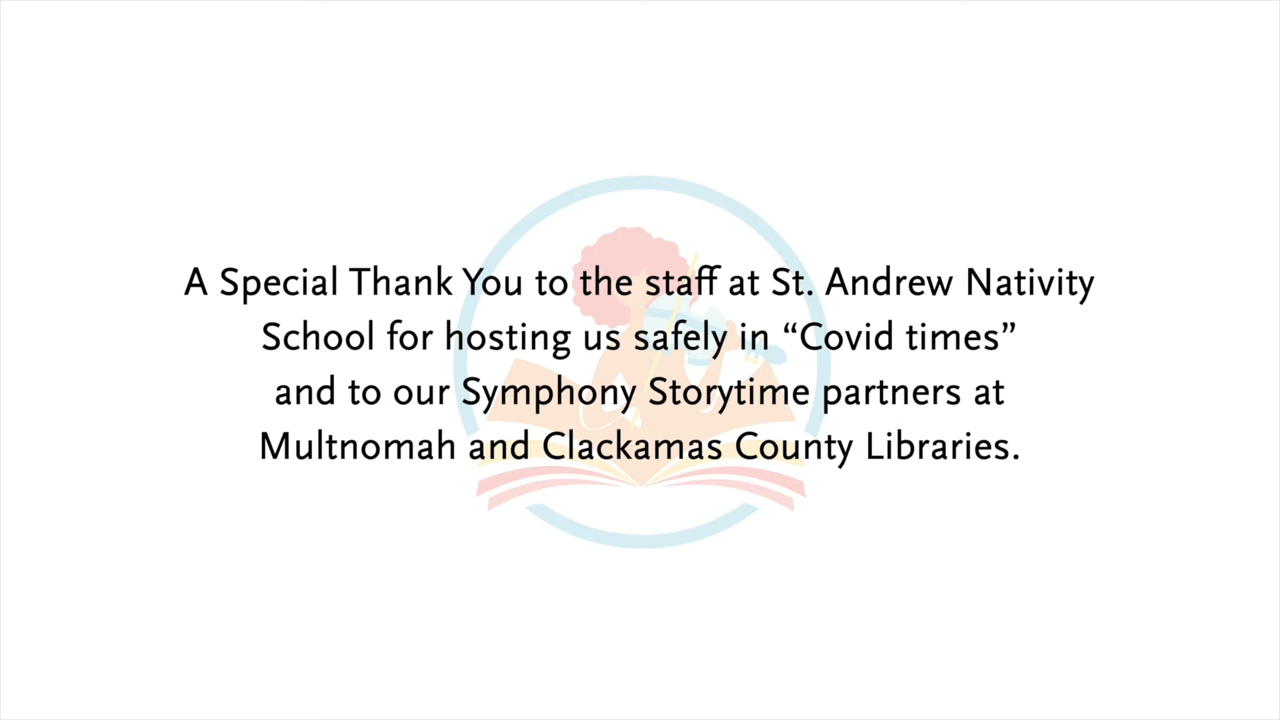 A Special Thank You to the staff at St. Andrew Nativity
School for hosting us safely in “Covid times”
and to our Symphony Storytime partners at
Multnomah and Clackamas County Libraries.